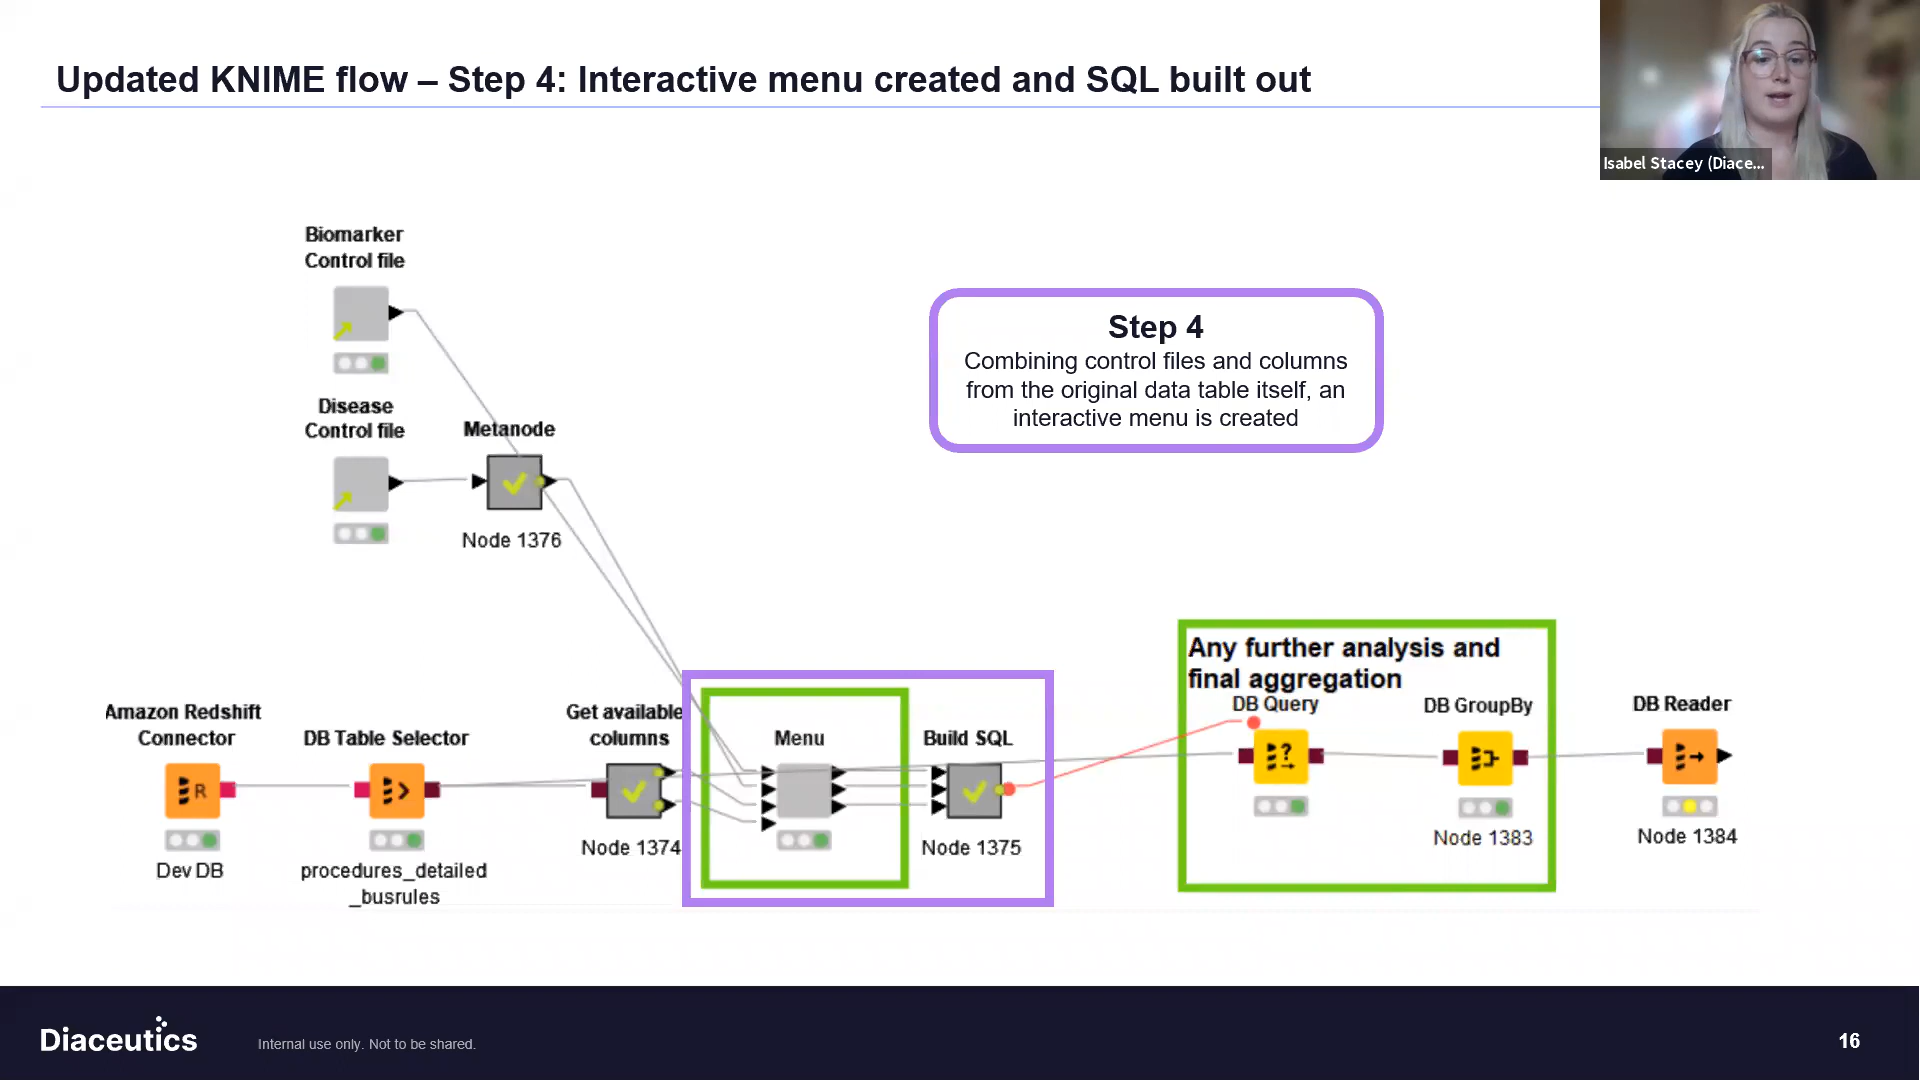 Updated KNIME flow – Step 4: Interactive menu created and SQL built out
Isabel Stacey (Diace...
Biomarker
Control file
Step 4
Combining control files and columns
from the original data table itself, an
interactive menu is created
Disease
Control file
Metanode
Node 1376
Any further analysis and
final aggregation
Amazon Redshift
Connector
DB Table Selector
Get available
columns
Menu
Build SQL
DB Query
DB GroupBy
DB Reader
R
?
Dev DB
procedures_detailed
_busrules
Node 1374
Node 1375
Node 1383
Node 1384
Diaceutics
Internal use only. Not to be shared.
16